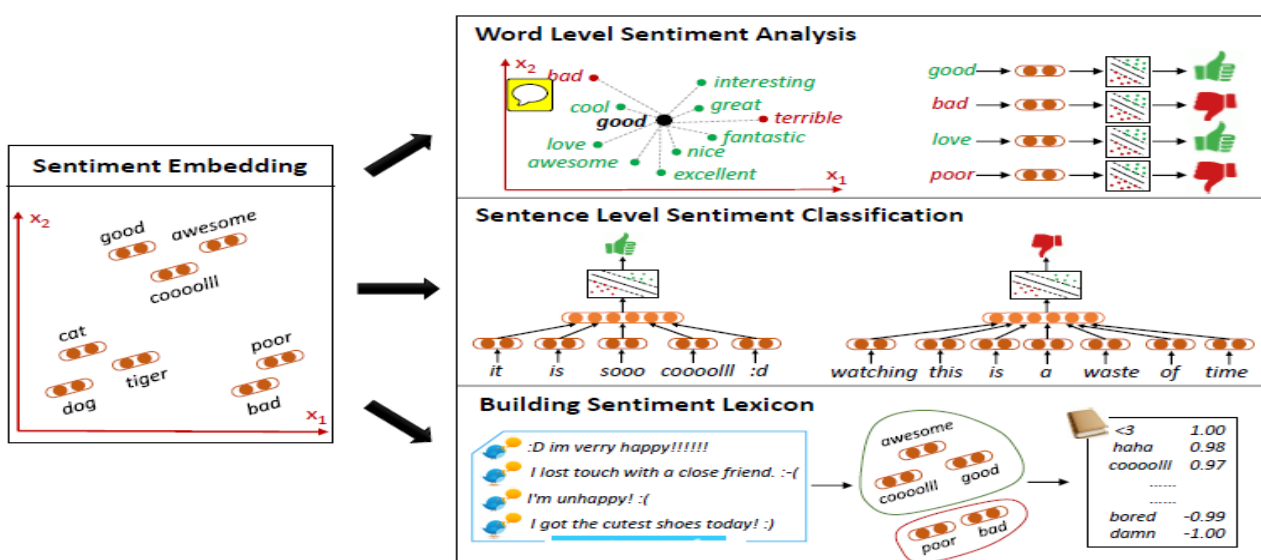 Sentiment Embedding
x₂
good
awesome
coooolll
cat
tiger
dog
poor
bad
x₁
Word Level Sentiment Analysis
x₂
bad
interesting
cool
great
good
terrible
love
fantastic
awesome
nice
excellent
x₁
good
bad
love
poor
Sentence Level Sentiment Classification
it is sooo coooolll :d
watching this is a waste of time
Building Sentiment Lexicon
:D im verry happy!!!!!!
I lost touch with a close friend. :-(
I'm unhappy! :(
I got the cutest shoes today! :)
awesome
coooolll
good
poor
bad
<3 1.00
haha 0.98
coooolll 0.97
......
......
bored -0.99
damn -1.00